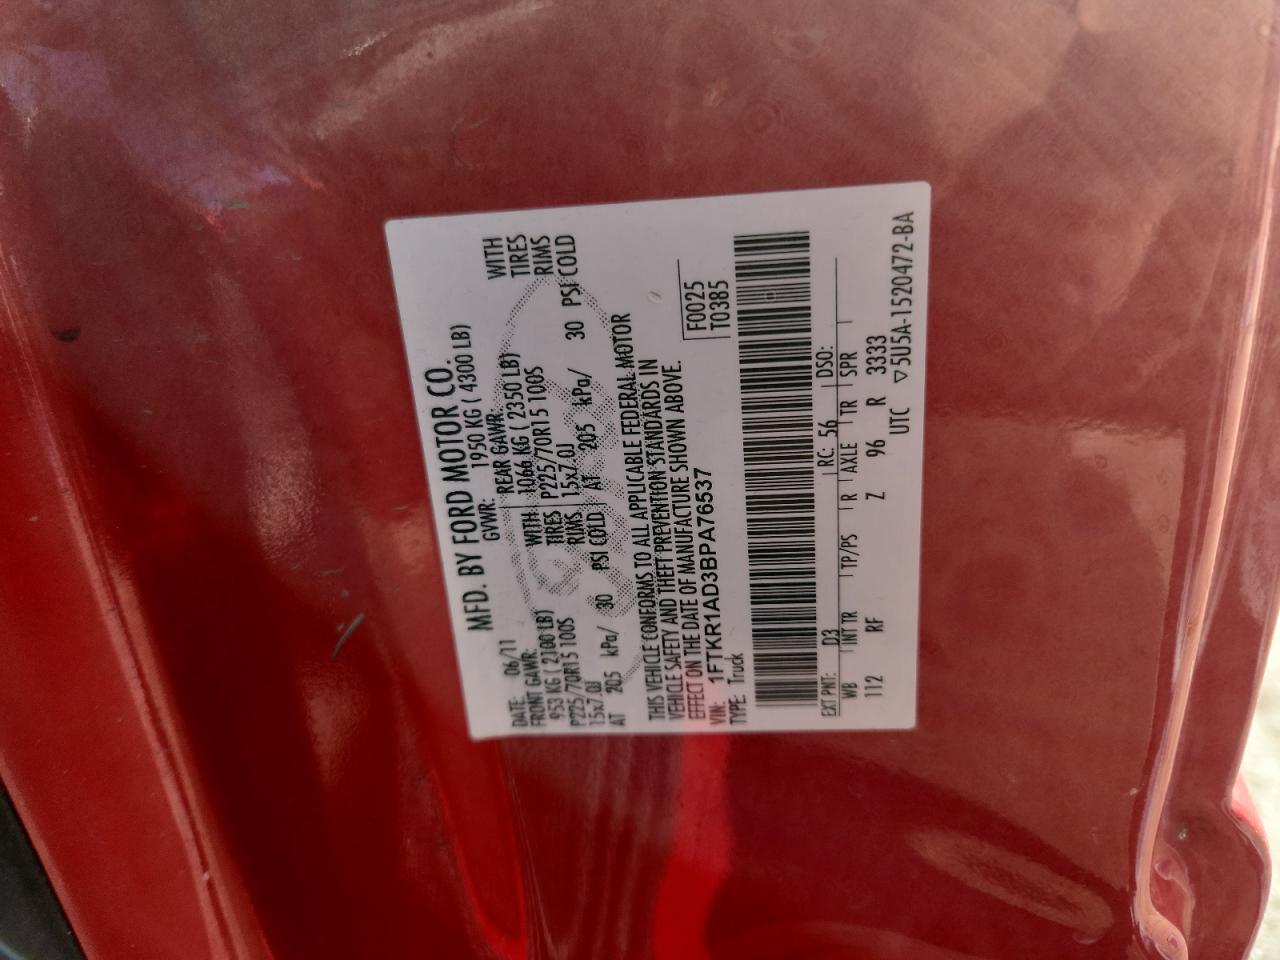 MFD. BY FORD MOTOR CO.
DATE: 06/11 GVWR: 1950 KG ( 4300 LB)
FRONT GAWR: REAR GAWR:
953 KG ( 2100 LB) WITH 1066 KG ( 2350 LB) WITH
P225/70R15 100S TIRES P225/70R15 100S TIRES
15x7.0J RIMS 15x7.0J RIMS
AT 205 kPa/ 30 PSI COLD AT 205 kPa/ 30 PSI COLD
THIS VEHICLE CONFORMS TO ALL APPLICABLE FEDERAL MOTOR
VEHICLE SAFETY AND THEFT PREVENTION STANDARDS IN
EFFECT ON THE DATE OF MANUFACTURE SHOWN ABOVE.
VIN: 1FTKR1AD3BPA76537 F0025
TYPE: Truck T0385
EXT PNT: D3 RC: 56 DSO:
WB INT TR TP/PS R AXLE TR SPR
112 RF Z 96 R 3333
UTC ▽5U5A-1520472-BA